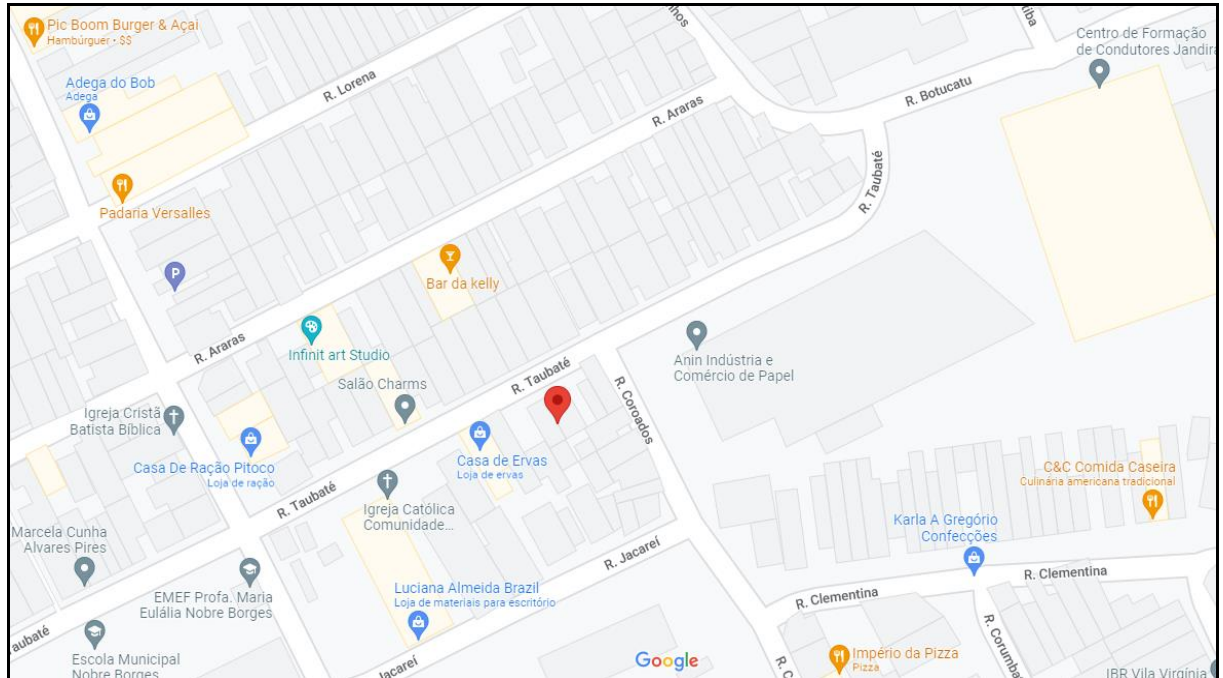 Pic Boom Burger & Açaí
Hambúrguer • $$
Centro de Formação
de Condutores Jandira
Adega do Bob
Adega
R. Lorena
R. Araras
R. Botucatu
R. Taubaté
Padaria Versalles
P
Bar da kelly
R. Araras
Infinit art Studio
Salão Charms
R. Taubaté
Anin Indústria e
Comércio de Papel
R. Coroados
Igreja Cristã
Batista Bíblica
Casa De Ração Pitoco
Loja de ração
Casa de Ervas
Loja de ervas
C&C Comida Caseira
Culinária americana tradicional
R. Taubaté
Igreja Católica
Comunidade...
Marcela Cunha
Alvares Pires
Karla A Gregório
Confecções
R. Jacareí
EMEF Profa. Maria
Eulália Nobre Borges
Luciana Almeida Brazil
Loja de materiais para escritório
R. Clementina
R. Clementina
aubaté
Escola Municipal
Nobre Borges
Jacareí
Google
Império da Pizza
Pizza
R. C
R. Corumba
IBR Vila Virgínia